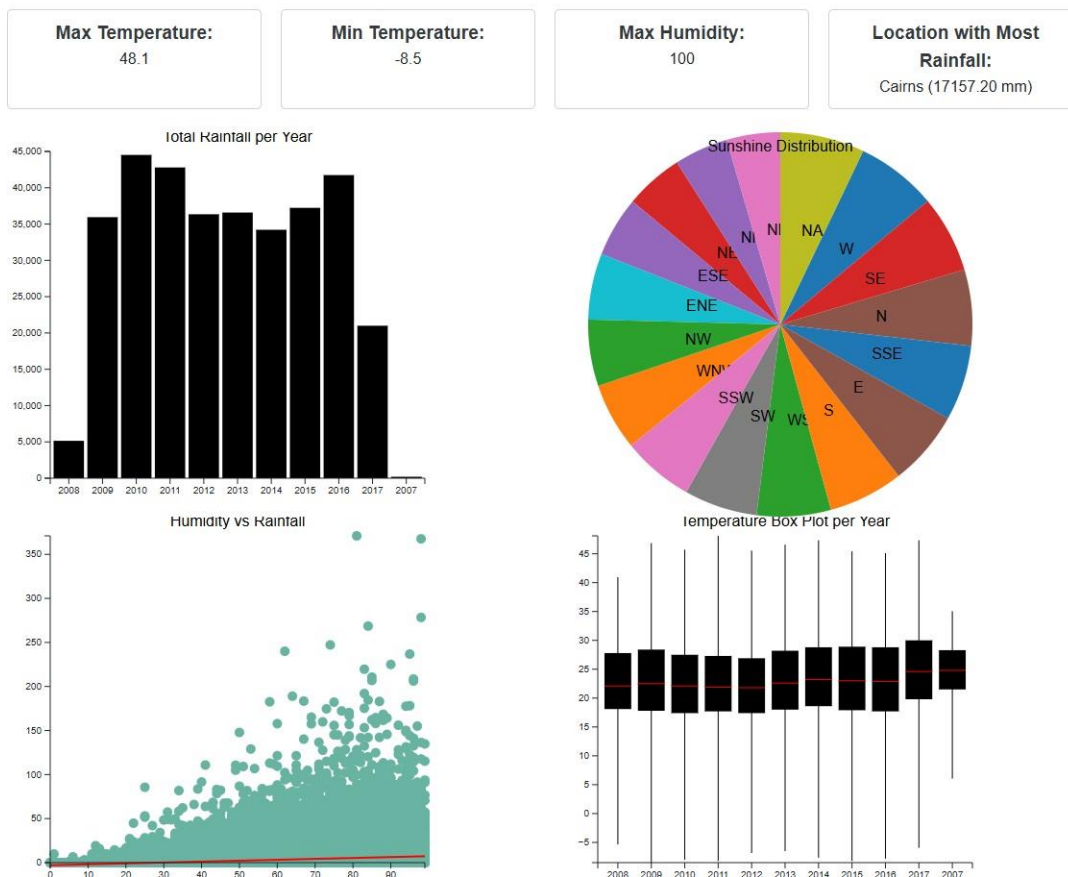 Max Temperature:
48.1
Min Temperature:
-8.5
Max Humidity:
100
Location with Most
Rainfall:
Cairns (17157.20 mm)
Total Rainfall per Year
45,000
40,000
35,000
30,000
25,000
20,000
15,000
10,000
5,000
0
2008 2009 2010 2011 2012 2013 2014 2015 2016 2017 2007
Sunshine Distribution
NA
W
SE
N
SSE
E
S
SW
SSW
NW
ENE
ESE
Humidity vs Rainfall
350
300
250
200
150
100
50
0
0 10 20 30 40 50 60 70 80 90
Temperature Box Plot per Year
45
40
35
30
25
20
15
10
5
0
−5
2008 2009 2010 2011 2012 2013 2014 2015 2016 2017 2007